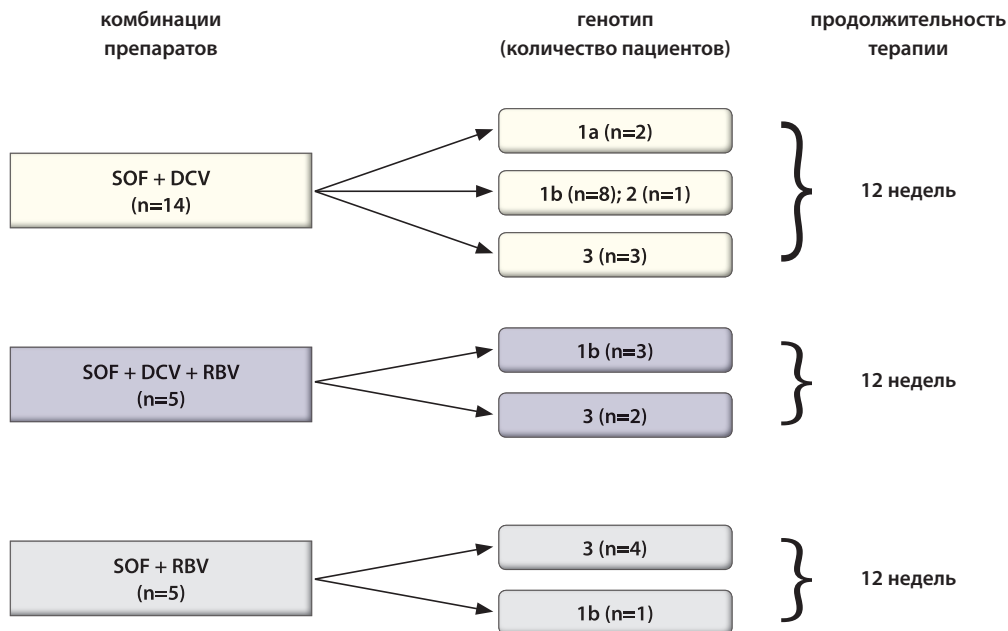 комбинации
препаратов
генотип
(количество пациентов)
продолжительность
терапии
SOF + DCV
(n=14)
1a (n=2)
1b (n=8); 2 (n=1)
3 (n=3)
12 недель
SOF + DCV + RBV
(n=5)
1b (n=3)
3 (n=2)
12 недель
SOF + RBV
(n=5)
3 (n=4)
1b (n=1)
12 недель